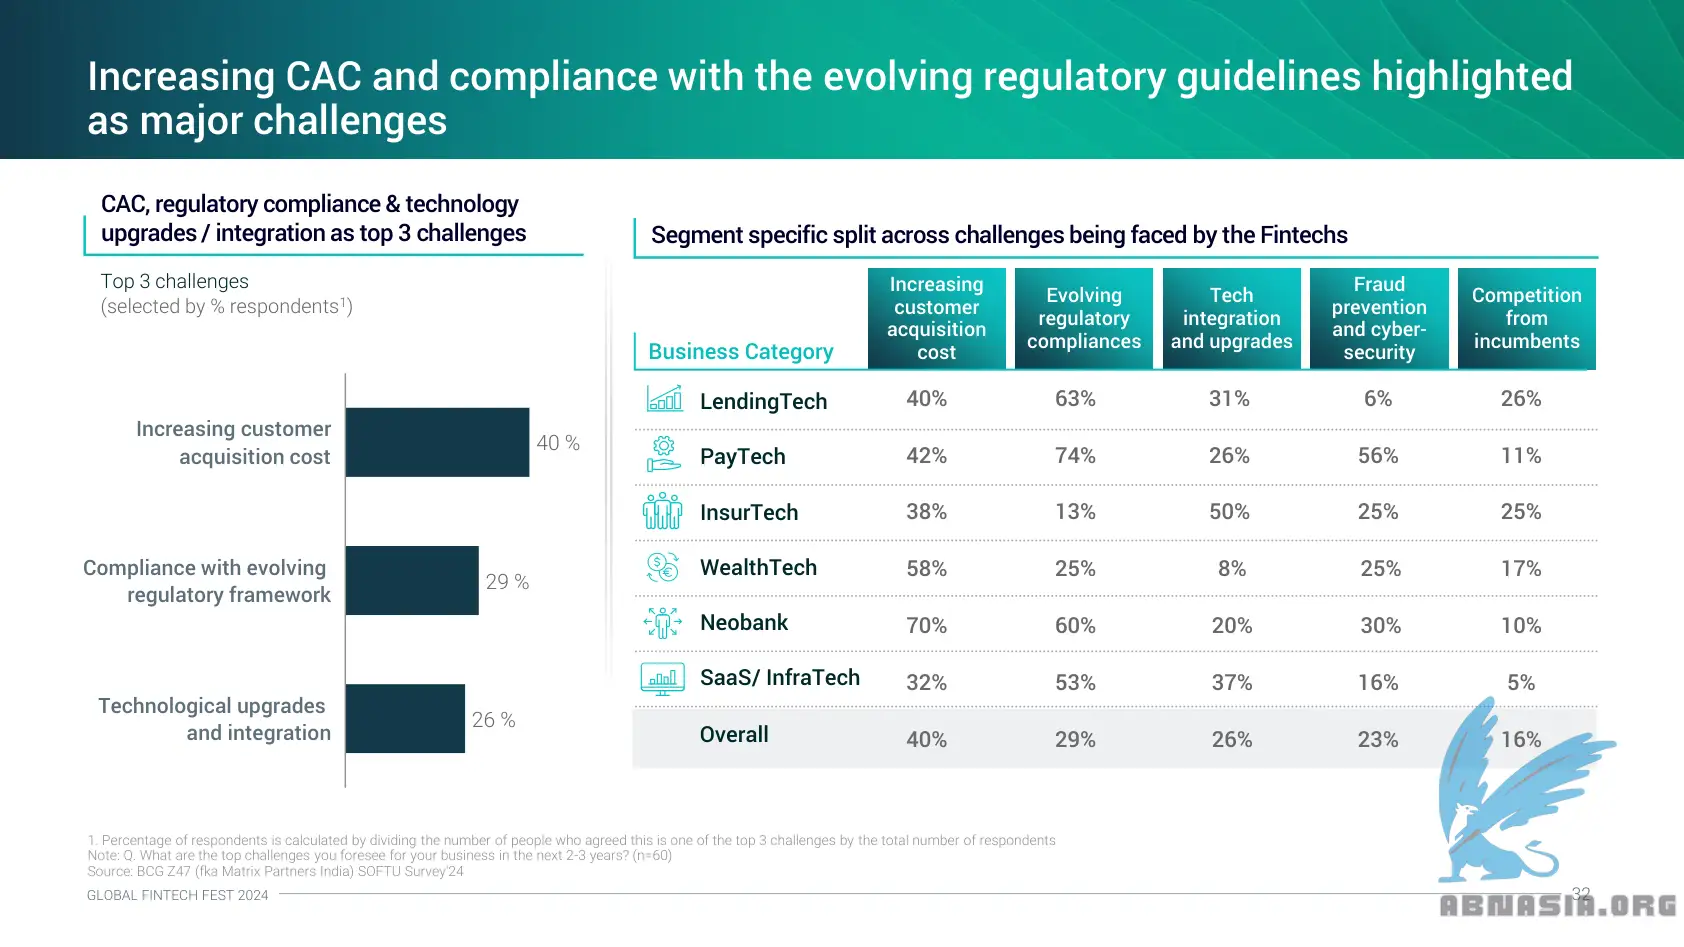 Increasing CAC and compliance with the evolving regulatory guidelines highlighted
as major challenges
CAC, regulatory compliance & technology
upgrades / integration as top 3 challenges
Top 3 challenges
(selected by % respondents¹)
Increasing customer
acquisition cost
40 %
Compliance with evolving
regulatory framework
29 %
Technological upgrades
and integration
26 %
Segment specific split across challenges being faced by the Fintechs
Business Category
Increasing
customer
acquisition
cost
Evolving
regulatory
compliances
Tech
integration
and upgrades
Fraud
prevention
and cyber-
security
Competition
from
incumbents
LendingTech 40% 63% 31% 6% 26%
PayTech 42% 74% 26% 56% 11%
InsurTech 38% 13% 50% 25% 25%
WealthTech 58% 25% 8% 25% 17%
Neobank 70% 60% 20% 30% 10%
SaaS/ InfraTech 32% 53% 37% 16% 5%
Overall 40% 29% 26% 23% 16%
1. Percentage of respondents is calculated by dividing the number of people who agreed this is one of the top 3 challenges by the total number of respondents
Note: Q. What are the top challenges you foresee for your business in the next 2-3 years? (n=60)
Source: BCG Z47 (fka Matrix Partners India) SOFTU Survey'24
GLOBAL FINTECH FEST 2024
32
ABNASIA.ORG